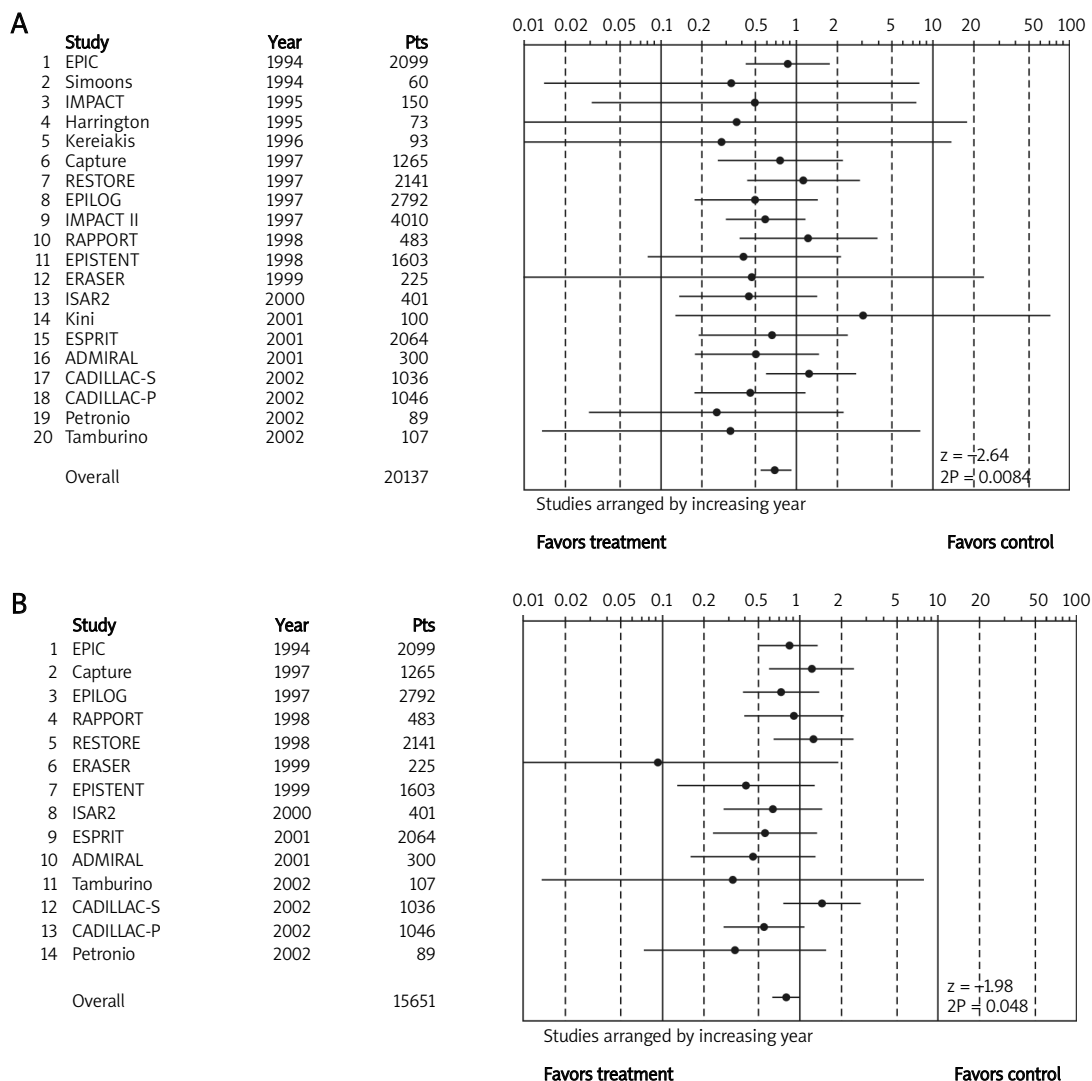 A
0.01 0.02 0.05 0.1 0.2 0.5 1 2 5 10 20 50 100
Study Year Pts
1 EPIC 1994 2099
2 Simoons 1994 60
3 IMPACT 1995 150
4 Harrington 1995 73
5 Kereiakis 1996 93
6 Capture 1997 1265
7 RESTORE 1997 2141
8 EPILOG 1997 2792
9 IMPACT II 1997 4010
10 RAPPORT 1998 483
11 EPISTENT 1998 1603
12 ERASER 1999 225
13 ISAR2 2000 401
14 Kini 2001 100
15 ESPRIT 2001 2064
16 ADMIRAL 2001 300
17 CADILLAC-S 2002 1036
18 CADILLAC-P 2002 1046
19 Petronio 2002 89
20 Tamburino 2002 107
z = –2.64
Overall 20137 2P = 0.0084
Studies arranged by increasing year
Favors treatment Favors control
B
0.01 0.02 0.05 0.1 0.2 0.5 1 2 5 10 20 50 100
Study Year Pts
1 EPIC 1994 2099
2 Capture 1997 1265
3 EPILOG 1997 2792
4 RAPPORT 1998 483
5 RESTORE 1998 2141
6 ERASER 1999 225
7 EPISTENT 1999 1603
8 ISAR2 2000 401
9 ESPRIT 2001 2064
10 ADMIRAL 2001 300
11 Tamburino 2002 107
12 CADILLAC-S 2002 1036
13 CADILLAC-P 2002 1046
14 Petronio 2002 89
z = –1.98
Overall 15651 2P = 0.048
Studies arranged by increasing year
Favors treatment Favors control